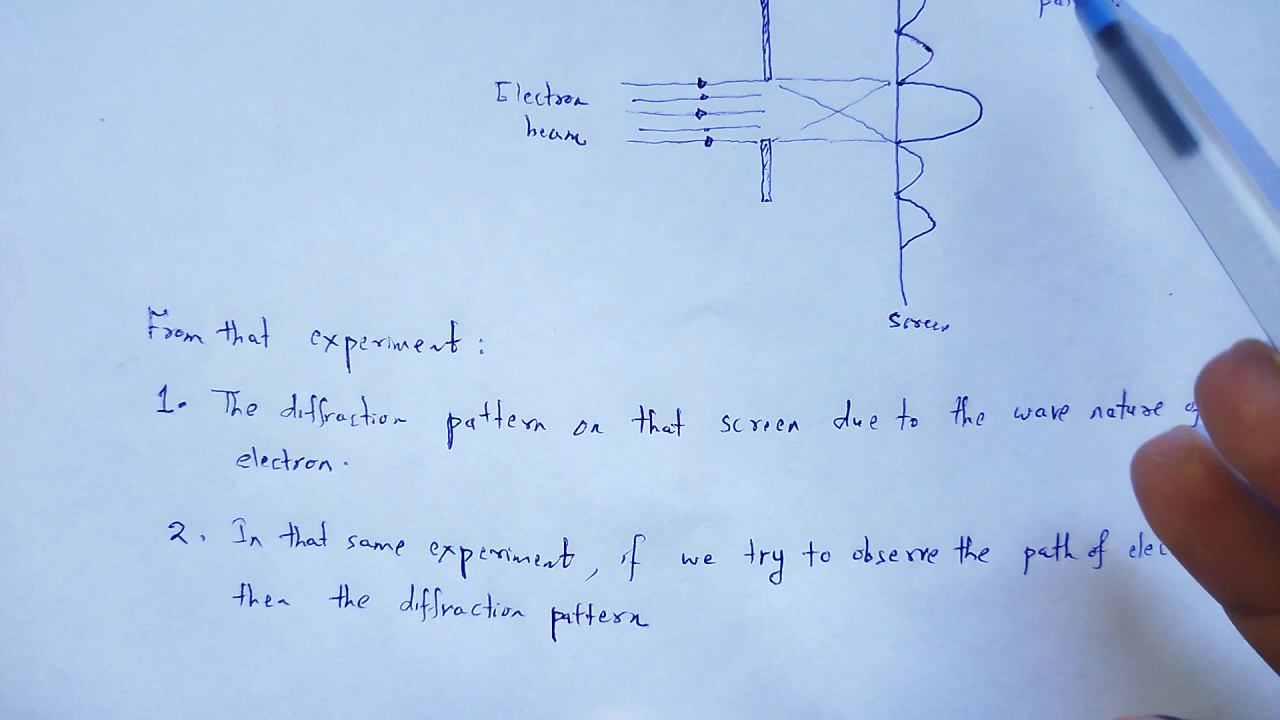 Electron
beam
screen
From that experiment :
1. The diffraction pattern on that screen due to the wave nature of
electron.
2. In that same experiment, if we try to observe the path of
then the diffraction pattern